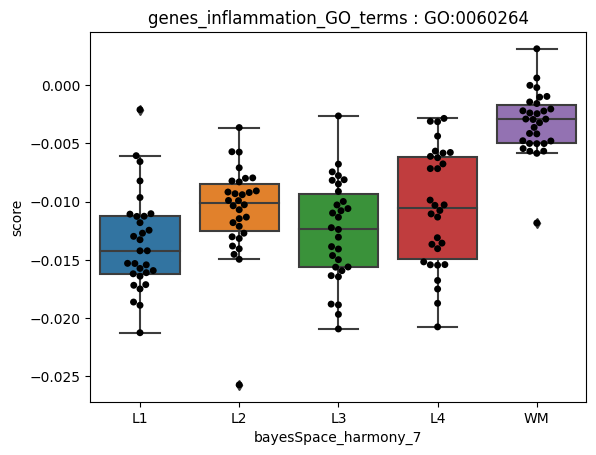 genes_inflammation_GO_terms : GO:0060264
0.000
−0.005
−0.010
−0.015
−0.020
−0.025
score
L1 L2 L3 L4 WM
bayesSpace_harmony_7